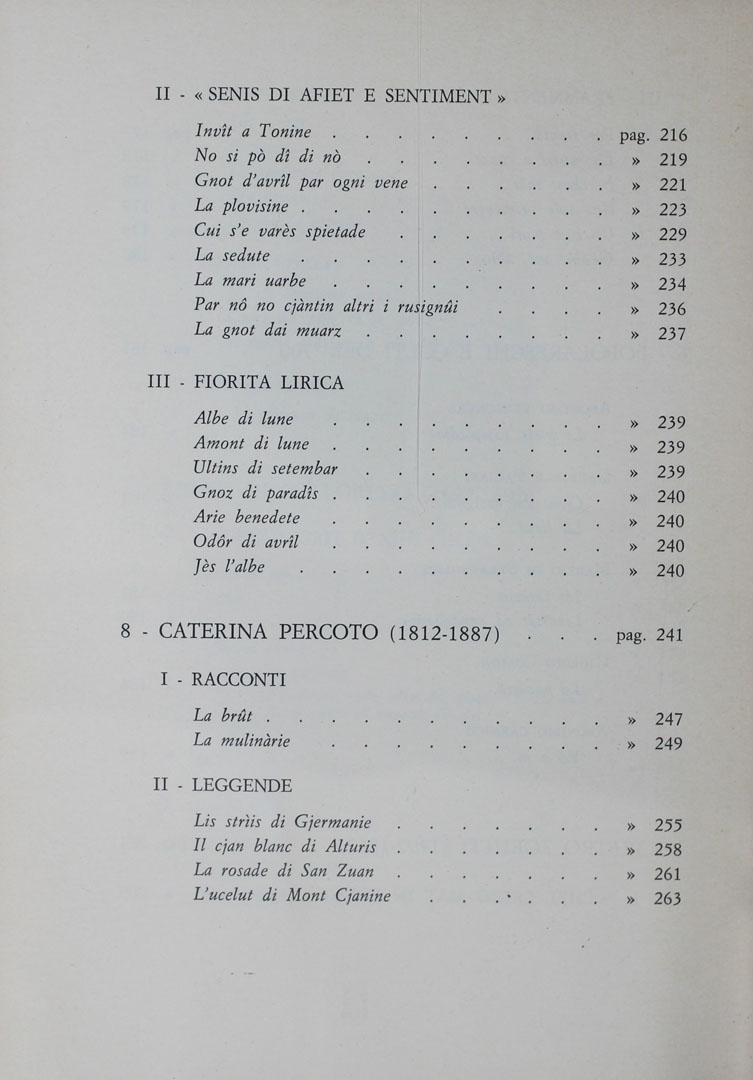 II - « SENIS DI AFIET E SENTIMENT »
Invît a Tonine . . . . . . . . . pag. 216
No si pò dî di nò . . . . . . . . » 219
Gnot d'avrîl par ogni vene . . . . . . » 221
La plovisine . . . . . . . . . . » 223
Cui s'e varès spietade . . . . . . . » 229
La sedute . . . . . . . . . . » 233
La mari uarbe . . . . . . . . . » 234
Par nô no cjàntin altri i rusignûi . . . . » 236
La gnot dai muarz . . . . . . . . » 237
III - FIORITA LIRICA
Albe di lune . . . . . . . . . » 239
Amont di lune . . . . . . . . . » 239
Ultins di setembar . . . . . . . . » 239
Gnoz di paradîs . . . . . . . . . » 240
Arie benedete . . . . . . . . . » 240
Odôr di avrîl . . . . . . . . . » 240
Jès l'albe . . . . . . . . . . » 240
8 - CATERINA PERCOTO (1812-1887) . . . pag. 241
I - RACCONTI
La brût . . . . . . . . . . . » 247
La mulinàrie . . . . . . . . . » 249
II - LEGGENDE
Lis strìis di Gjermanie . . . . . . . » 255
Il cjan blanc di Alturis . . . . . . . » 258
La rosade di San Zuan . . . . . . . » 261
L'ucelut di Mont Cjanine . . . . . . » 263